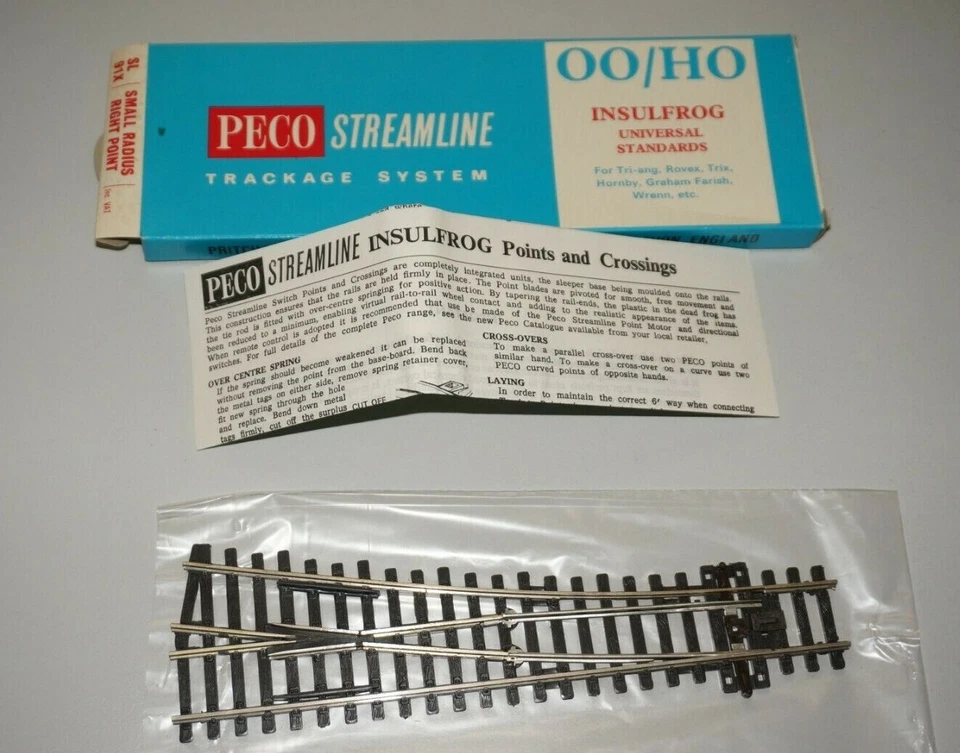 SL 91X
SMALL RADIUS RIGHT POINT
Inc VAT
PECO STREAMLINE
TRACKAGE SYSTEM
OO/HO
INSULFROG
UNIVERSAL
STANDARDS
For Tri-ang, Rovex, Trix,
Hornby, Graham Farish,
Wrenn, etc.
ENGLAND
PECO STREAMLINE INSULFROG Points and Crossings
Peco Streamline Switch Points and Crossings are completely integrated units, the sleeper base being moulded onto the rails.
This construction ensures that the rails are held firmly in place. The Point blades are pivoted for smooth, free movement and
the tie rod is fitted with over-centre springing for positive action. By tapering the rail-ends, the plastic in the dead frog has
been reduced to a minimum, enabling virtual rail-to-rail wheel contact and adding to the realistic appearance of the items.
When remote control is adopted it is recommended that use be made of the Peco Streamline Point Motor and directional
switches. For full details of the complete Peco range, see the new Peco Catalogue available from your local retailer.
OVER CENTRE SPRING
If the spring should become weakened it can be replaced
without removing the point from the base-board. Bend back
the metal tags on either side, remove spring retainer cover,
fit new spring through the hole
and replace. Bend down metal
tags firmly, cut off the surplus CUT OFF
CROSS-OVERS
To make a parallel cross-over use two PECO points of
similar hand. To make a cross-over on a curve use two
PECO curved points of opposite hands.
LAYING
In order to maintain the correct 6' way when connecting